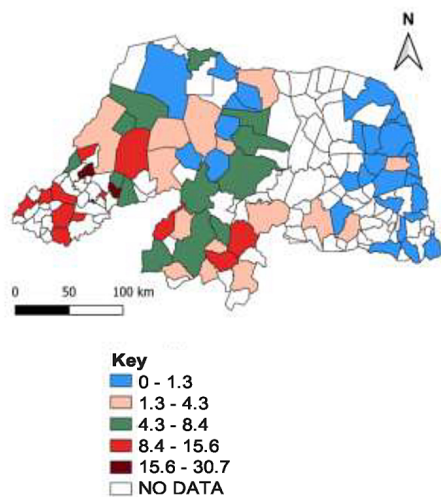 N
0 50 100 km
Key
0 - 1.3
1.3 - 4.3
4.3 - 8.4
8.4 - 15.6
15.6 - 30.7
NO DATA